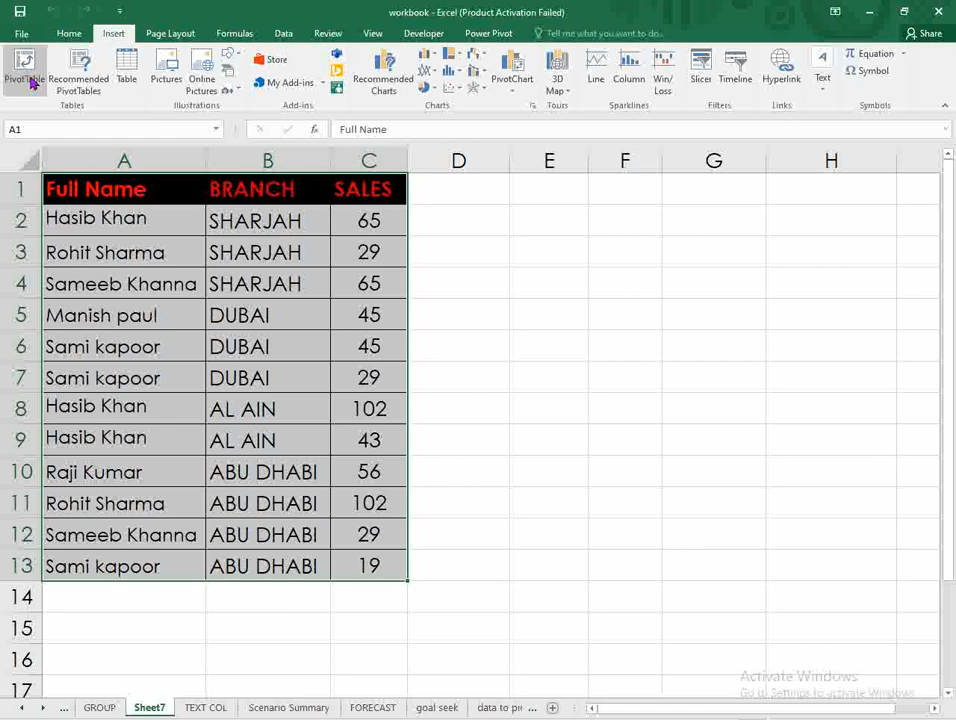 workbook - Excel (Product Activation Failed)
File Home Insert Page Layout Formulas Data Review View Developer Power Pivot Tell me what you want to do... Share
PivotTable Recommended PivotTables Table Pictures Online Pictures Store My Add-ins Recommended Charts PivotChart 3D Map Line Column Win/Loss Slicer Timeline Hyperlink Text Equation Symbol
Tables Illustrations Add-ins Charts Tours Sparklines Filters Links Symbols
A1 fx Full Name
A B C D E F G H
1 Full Name BRANCH SALES
2 Hasib Khan SHARJAH 65
3 Rohit Sharma SHARJAH 29
4 Sameeb Khanna SHARJAH 65
5 Manish paul DUBAI 45
6 Sami kapoor DUBAI 45
7 Sami kapoor DUBAI 29
8 Hasib Khan AL AIN 102
9 Hasib Khan AL AIN 43
10 Raji Kumar ABU DHABI 56
11 Rohit Sharma ABU DHABI 102
12 Sameeb Khanna ABU DHABI 29
13 Sami kapoor ABU DHABI 19
14
15
16
17
Activate Windows
Go to Settings to activate Windows
... GROUP Sheet7 TEXT COL Scenario Summary FORECAST goal seek data to pi ...